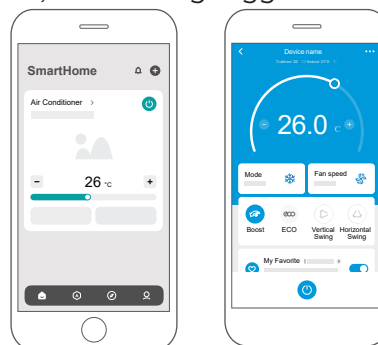 SmartHome
Air Conditioner >
- 26 °C +
Device name
- 26.0 C +
Mode
Fan speed
eco
Boost ECO Vertical Swing Horizontal Swing
My Favorite